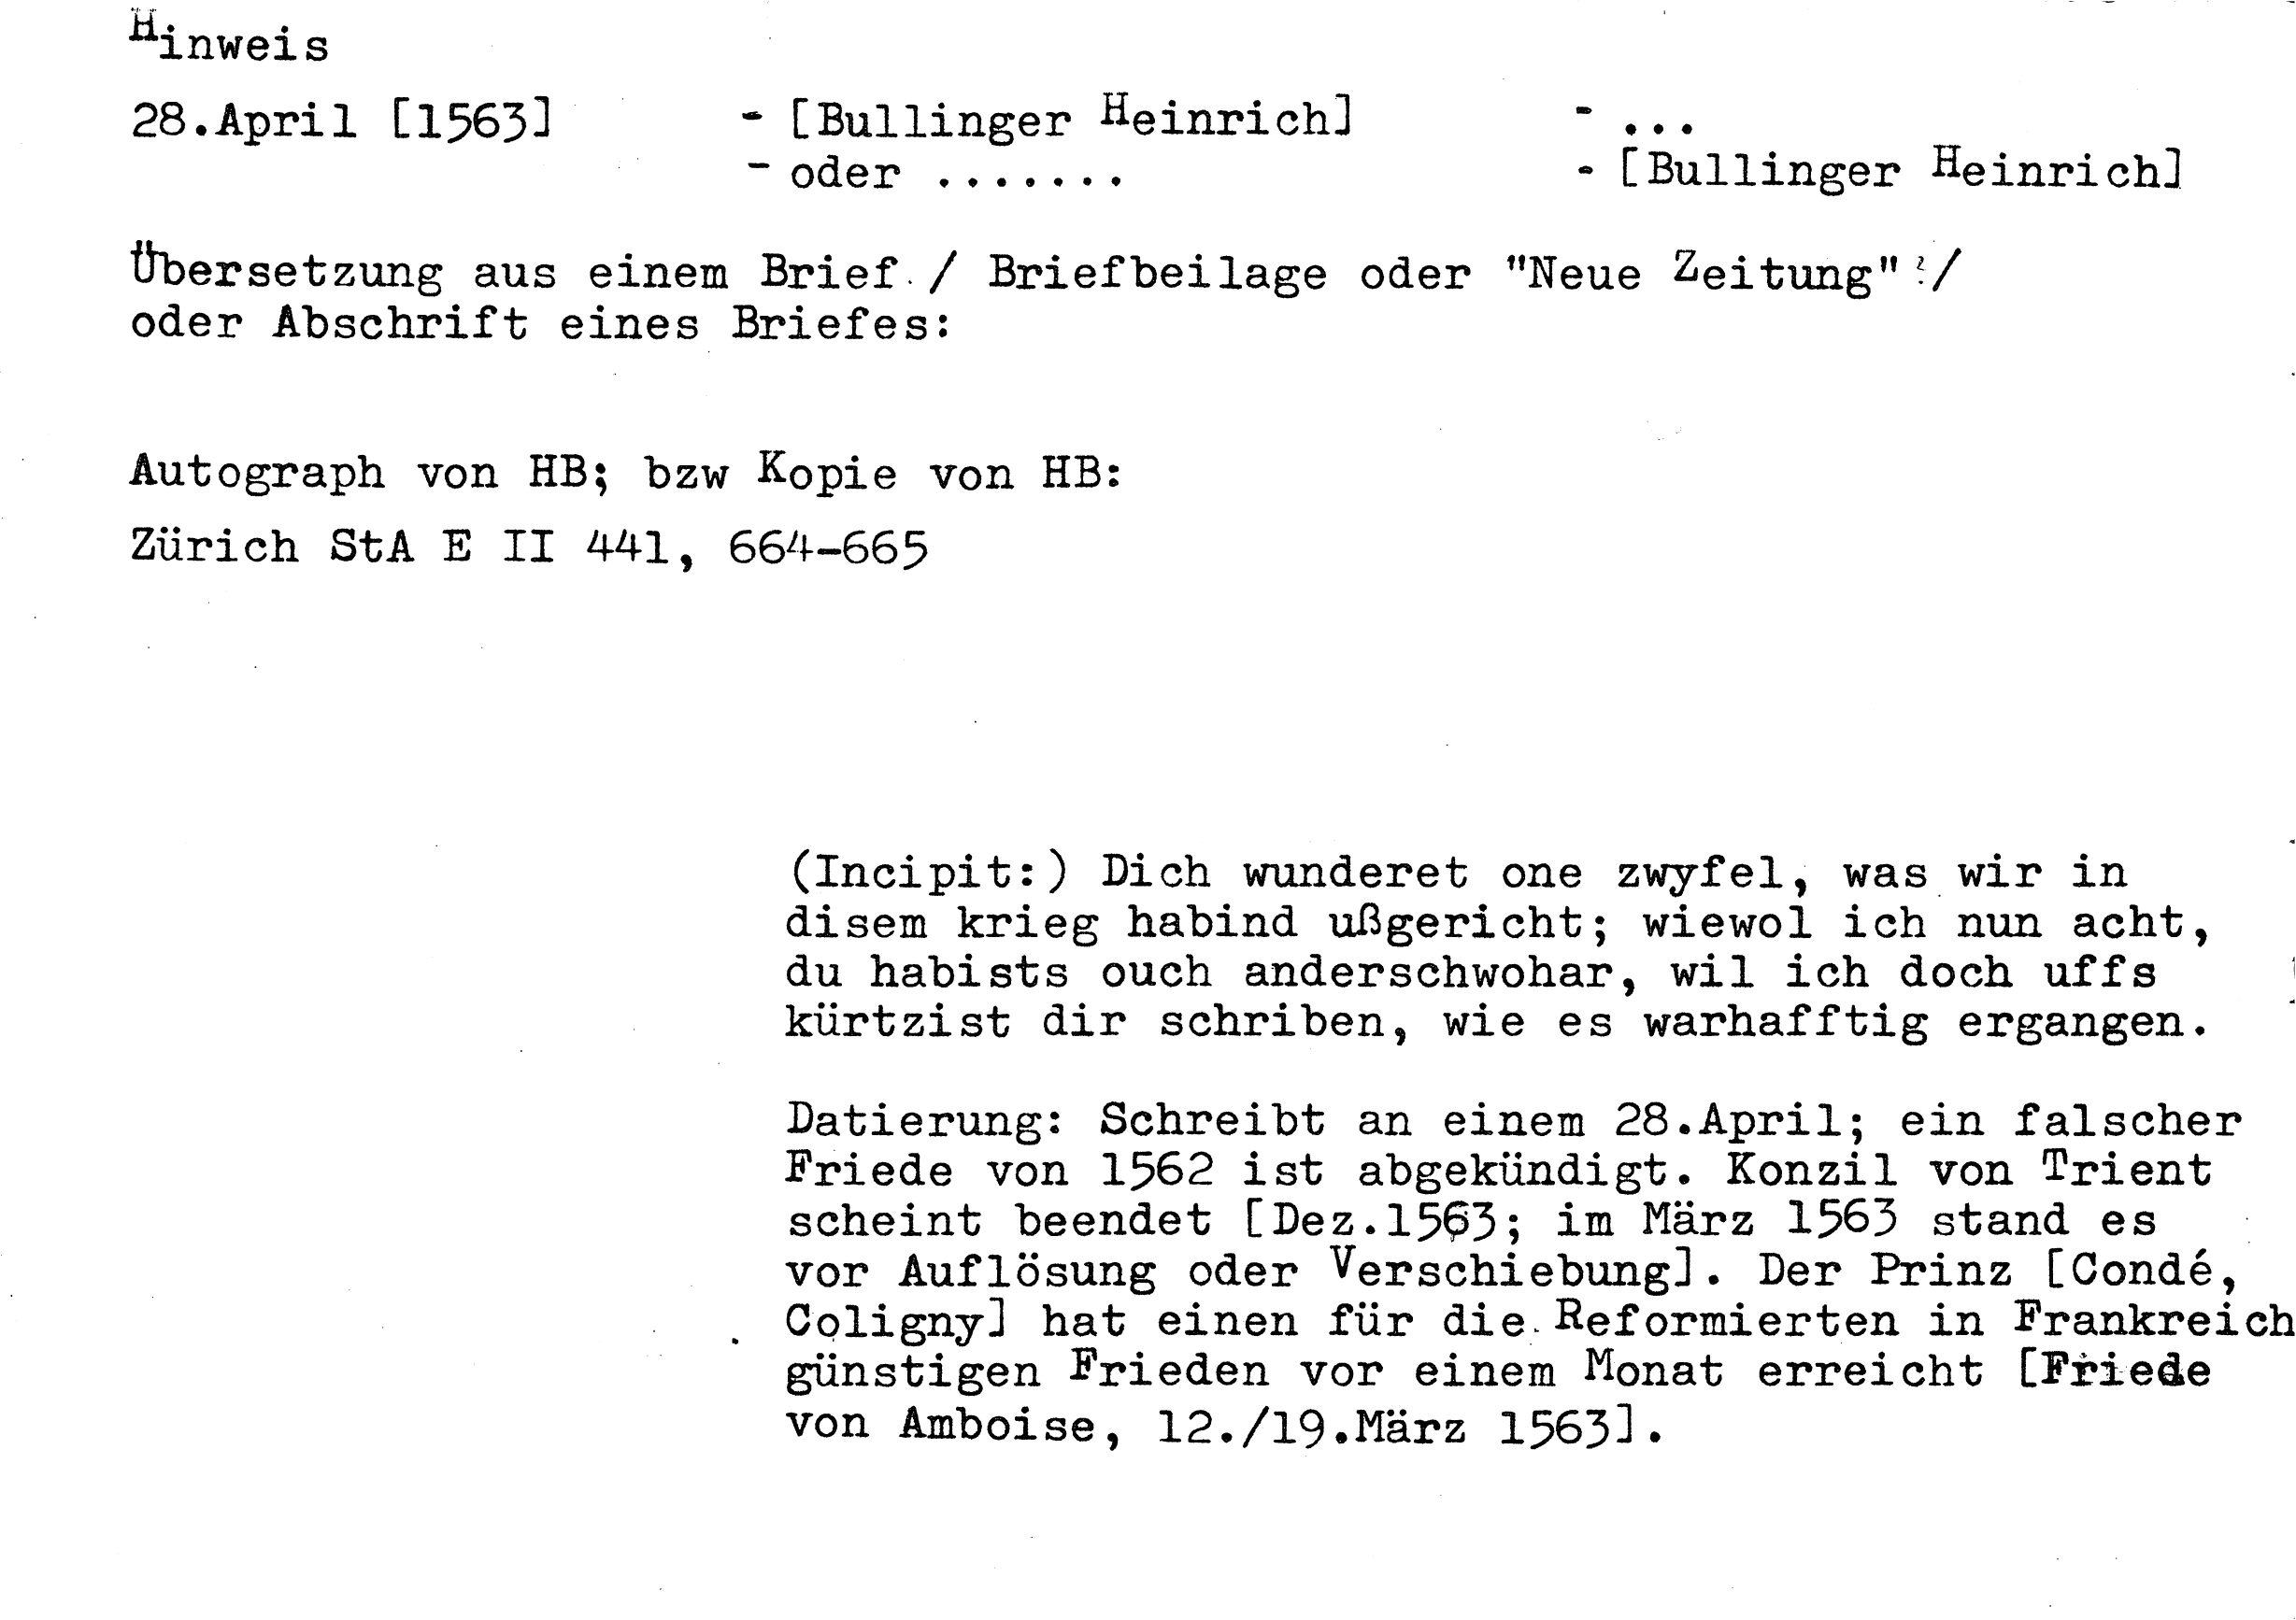 Hinweis
28.April [1563] - [Bullinger Heinrich] - ...
- oder ....... - [Bullinger Heinrich]
Übersetzung aus einem Brief / Briefbeilage oder "Neue Zeitung" ?/
oder Abschrift eines Briefes:
Autograph von HB; bzw Kopie von HB:
Zürich StA E II 441, 664-665
(Incipit:) Dich wunderet one zwyfel, was wir in
disem krieg habind ußgericht; wiewol ich nun acht,
du habists ouch anderschwohar, wil ich doch uffs
kürtzist dir schriben, wie es warhafftig ergangen.
Datierung: Schreibt an einem 28.April; ein falscher
Friede von 1562 ist abgekündigt. Konzil von Trient
scheint beendet [Dez.1563; im März 1563 stand es
vor Auflösung oder Verschiebung]. Der Prinz [Condé,
Coligny] hat einen für die Reformierten in Frankreich
günstigen Frieden vor einem Monat erreicht [Friede
von Amboise, 12./19.März 1563].